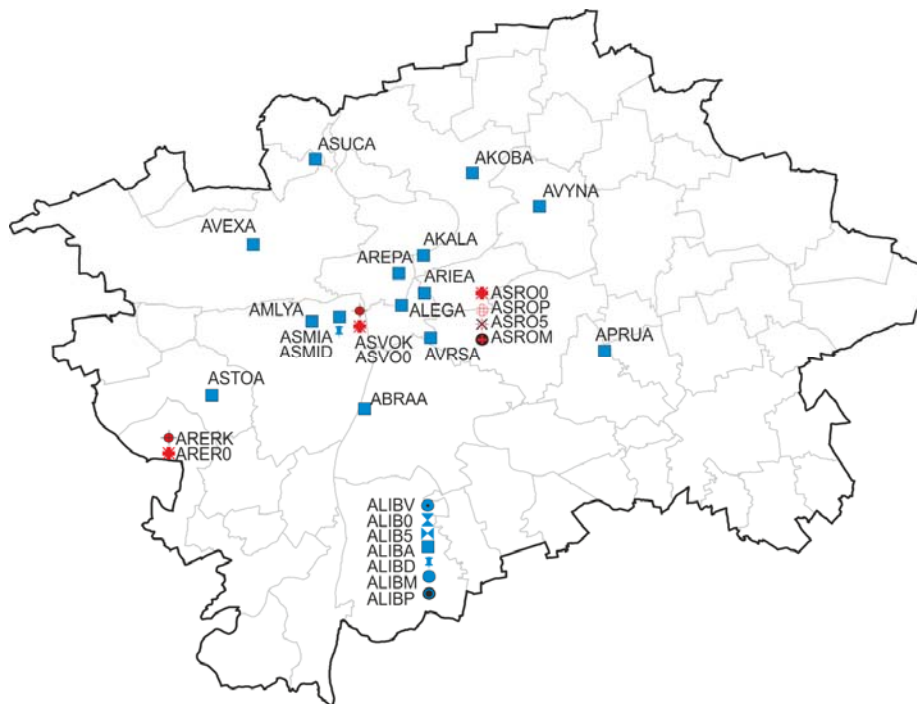 ASUCA
AKOBA
AVYNA
AVEXA
AKALA
AREPA
ARIEA
ASRO0
ASROP
ASRO5
ASROM
ALEGA
AMLYA
ASMIA
ASMID
ASVOK
ASVO0
AVRSA
APRUA
ASTOA
ABRAA
ARERK
ARER0
ALIBV
ALIB0
ALIB5
ALIBA
ALIBD
ALIBM
ALIBP